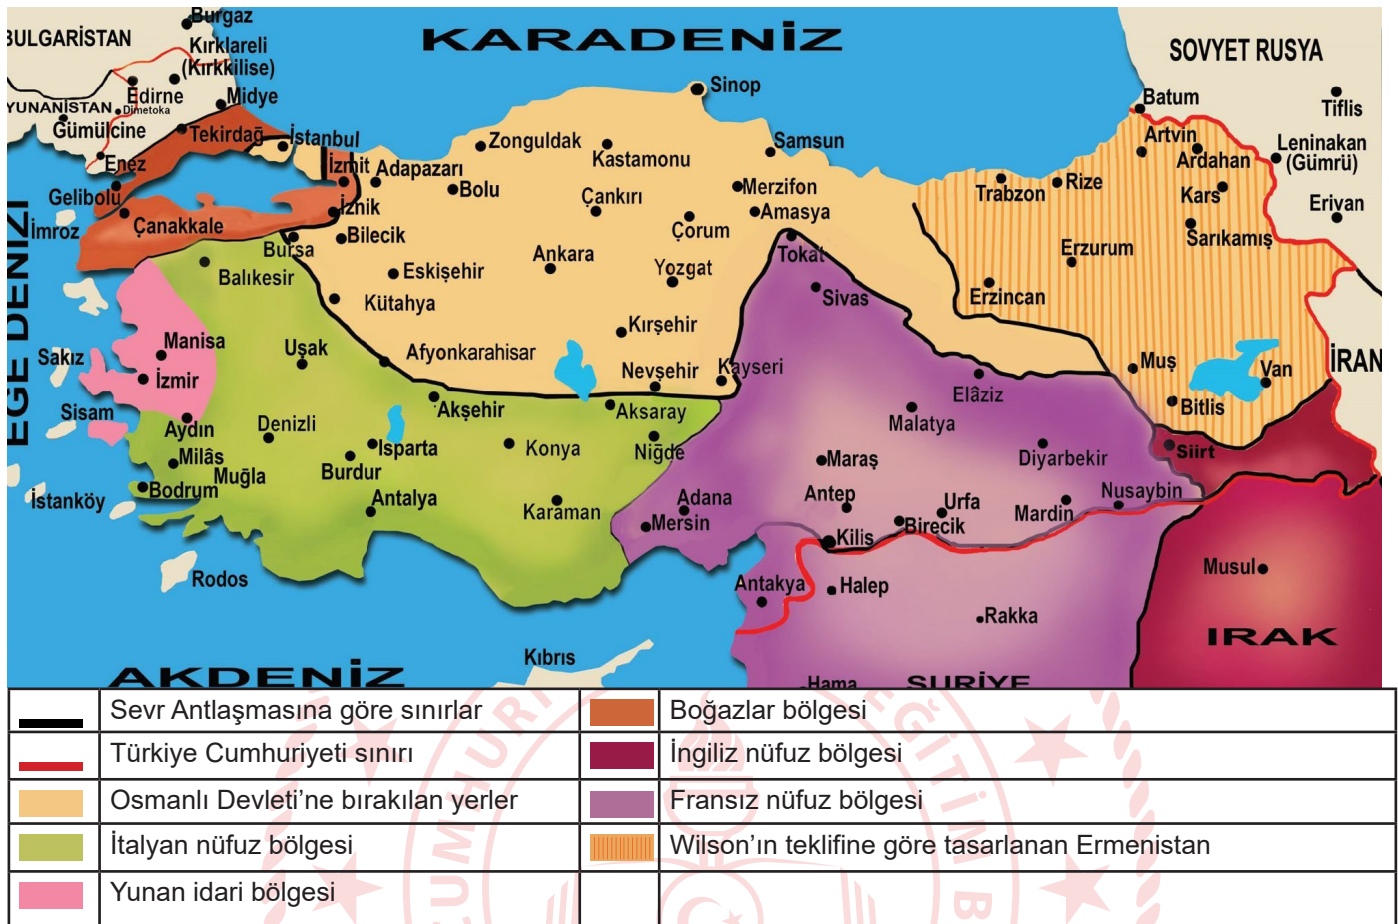 Burgaz
BULGARİSTAN
Kırklareli
(Kırkkilise)
KARADENİZ
SOVYET RUSYA
Edirne
Dimetoka
YUNANİSTAN
Midye
Gümülcine
Tekirdağ
İstanbul
Enez
Gelibolu
İmroz
Çanakkale
İzmit
Adapazarı
İznik
Bilecik
Bursa
Bolu
Zonguldak
Kastamonu
Sinop
Samsun
Çankırı
Merzifon
Amasya
Çorum
Ankara
Eskişehir
Yozgat
Tokat
Sivas
Kütahya
Kırşehir
Balıkesir
Trabzon
Rize
Batum
Artvin
Ardahan
Kars
Sarıkamış
Erzurum
Erzincan
Tiflis
Leninakan
(Gümrü)
Erivan
EGE DENİZİ
Manisa
Sakız
İzmir
Uşak
Afyonkarahisar
Nevşehir
Kayseri
Elâziz
Muş
Van
İRAN
Bitlis
Sisam
Aydın
Denizli
Akşehir
Aksaray
Malatya
Milâs
Muğla
Isparta
Burdur
Konya
Niğde
Maraş
Diyarbekir
Siirt
Bodrum
İstanköy
Antalya
Karaman
Adana
Mersin
Antep
Urfa
Birecik
Mardin
Nusaybin
Kilis
Rodos
Antakya
Halep
Musul
Rakka
IRAK
Kıbrıs
AKDENİZ
Hama
SURİYE
Sevr Antlaşmasına göre sınırlar
Boğazlar bölgesi
Türkiye Cumhuriyeti sınırı
İngiliz nüfuz bölgesi
Osmanlı Devleti’ne bırakılan yerler
Fransız nüfuz bölgesi
İtalyan nüfuz bölgesi
Wilson’ın teklifine göre tasarlanan Ermenistan
Yunan idari bölgesi